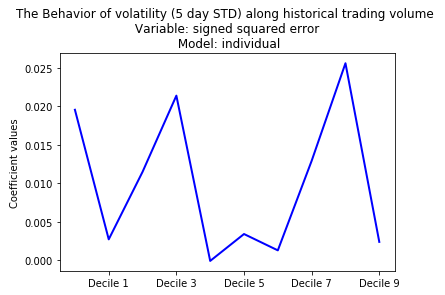 The Behavior of volatility (5 day STD) along historical trading volume
Variable: signed squared error
Model: individual
0.025
0.020
0.015
0.010
0.005
0.000
Coefficient values
Decile 1 Decile 3 Decile 5 Decile 7 Decile 9